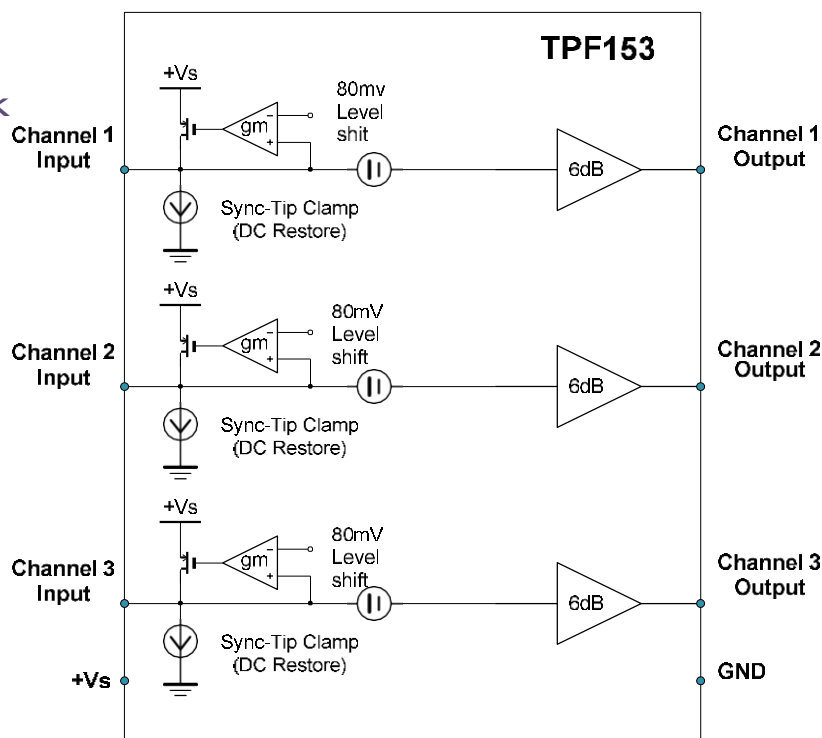 TPF153
k
+Vs
80mv
Level
shit
gm
-
+
Channel 1
Input
6dB
Channel 1
Output
Sync-Tip Clamp
(DC Restore)
+Vs
80mV
Level
shift
gm
-
+
Channel 2
Input
6dB
Channel 2
Output
Sync-Tip Clamp
(DC Restore)
+Vs
80mV
Level
shift
gm
-
+
Channel 3
Input
6dB
Channel 3
Output
Sync-Tip Clamp
(DC Restore)
+Vs
GND